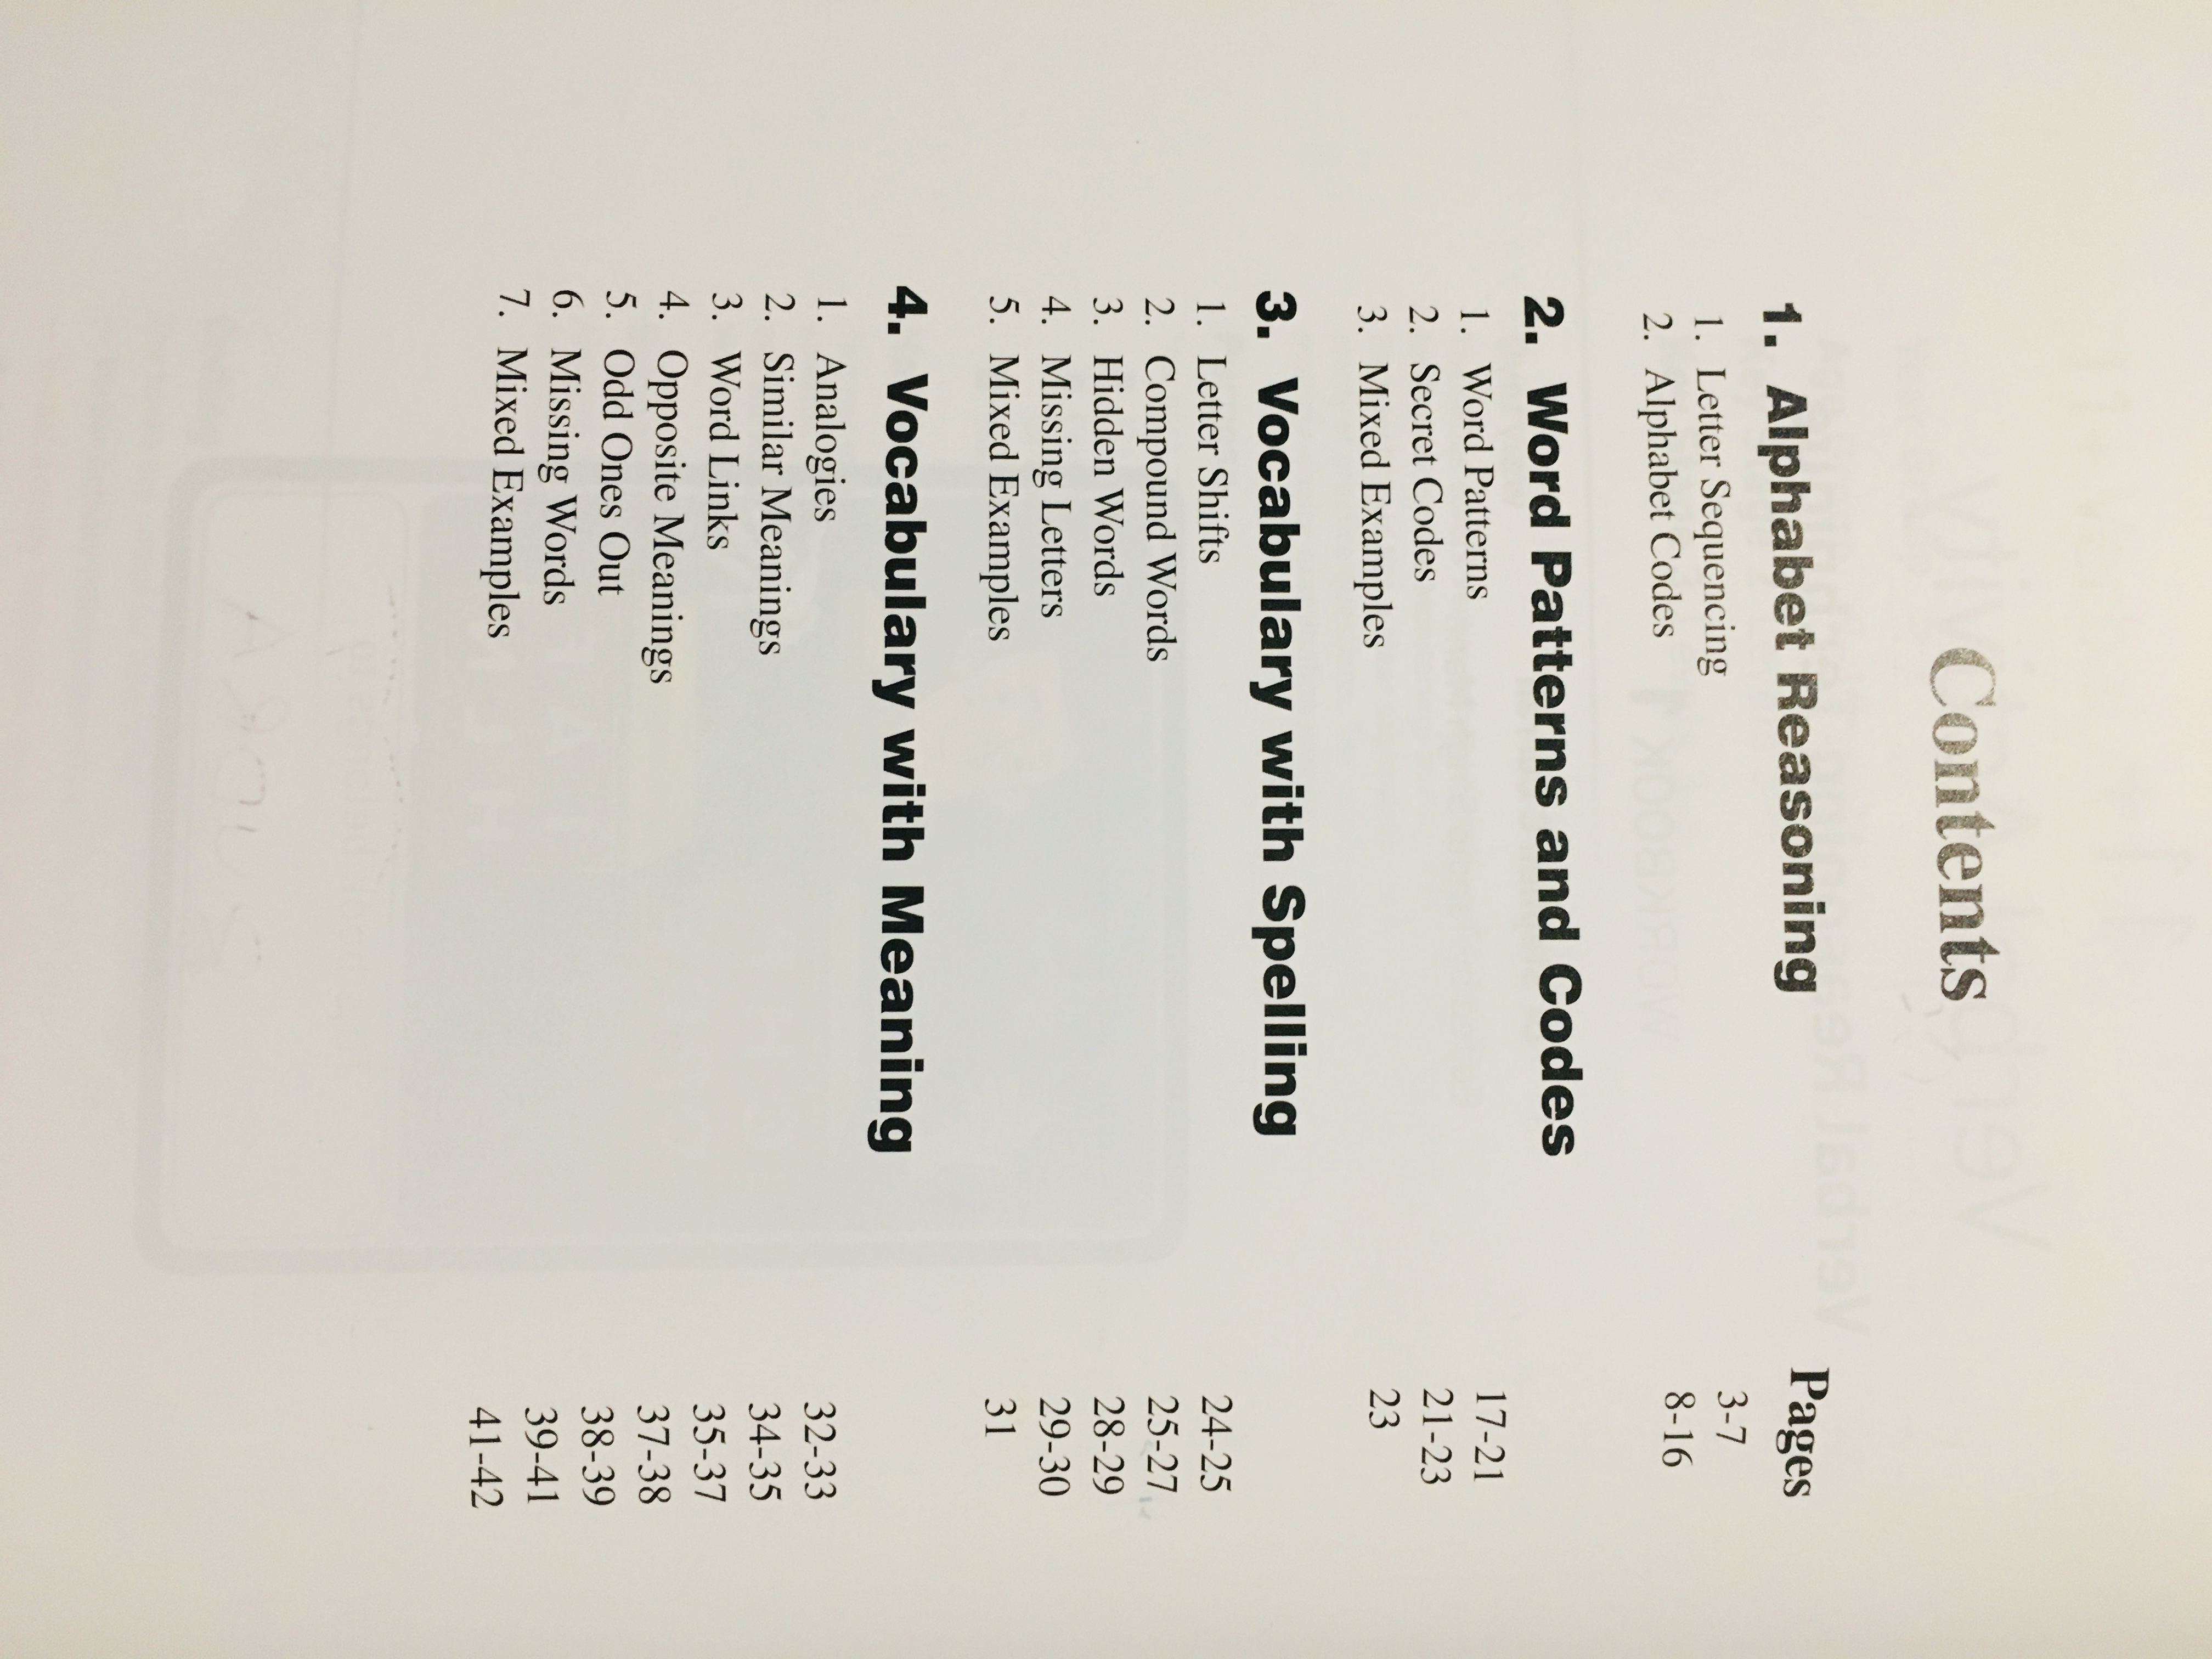 Contents
Pages
1. Alphabet Reasoning
1. Letter Sequencing 3-7
2. Alphabet Codes 8-16
2. Word Patterns and Codes
1. Word Patterns 17-21
2. Secret Codes 21-23
3. Mixed Examples 23
3. Vocabulary with Spelling
1. Letter Shifts 24-25
2. Compound Words 25-27
3. Hidden Words 28-29
4. Missing Letters 29-30
5. Mixed Examples 31
4. Vocabulary with Meaning
1. Analogies 32-33
2. Similar Meanings 34-35
3. Word Links 35-37
4. Opposite Meanings 37-38
5. Odd Ones Out 38-39
6. Missing Words 39-41
7. Mixed Examples 41-42